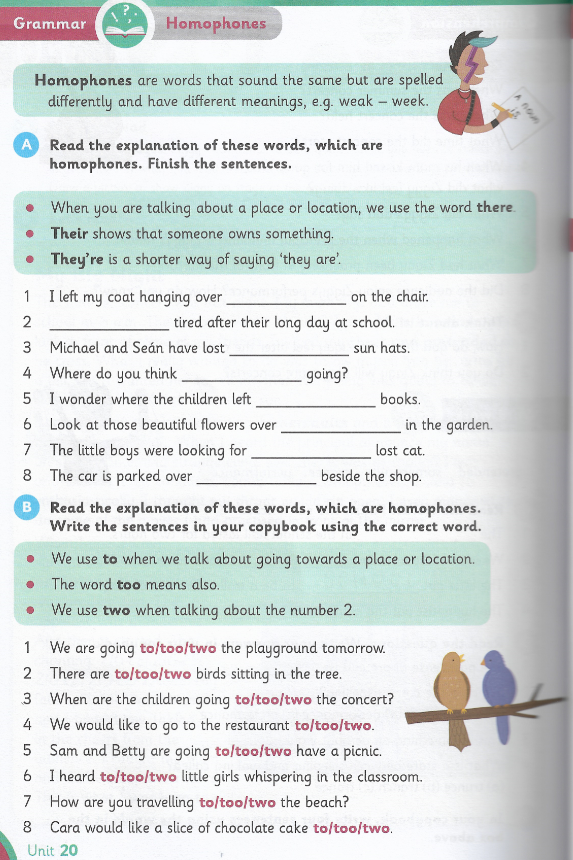 Grammar
?
Homophones
Homophones are words that sound the same but are spelled
differently and have different meanings, e.g. weak – week.
A noun
A Read the explanation of these words, which are
homophones. Finish the sentences.
• When you are talking about a place or location, we use the word there.
• Their shows that someone owns something.
• They're is a shorter way of saying 'they are'.
1 I left my coat hanging over ______________ on the chair.
2 ______________ tired after their long day at school.
3 Michael and Seán have lost ______________ sun hats.
4 Where do you think ______________ going?
5 I wonder where the children left ______________ books.
6 Look at those beautiful flowers over ______________ in the garden.
7 The little boys were looking for ______________ lost cat.
8 The car is parked over ______________ beside the shop.
B Read the explanation of these words, which are homophones.
Write the sentences in your copybook using the correct word.
• We use to when we talk about going towards a place or location.
• The word too means also.
• We use two when talking about the number 2.
1 We are going to/too/two the playground tomorrow.
2 There are to/too/two birds sitting in the tree.
3 When are the children going to/too/two the concert?
4 We would like to go to the restaurant to/too/two.
5 Sam and Betty are going to/too/two have a picnic.
6 I heard to/too/two little girls whispering in the classroom.
7 How are you travelling to/too/two the beach?
8 Cara would like a slice of chocolate cake to/too/two.
Unit 20